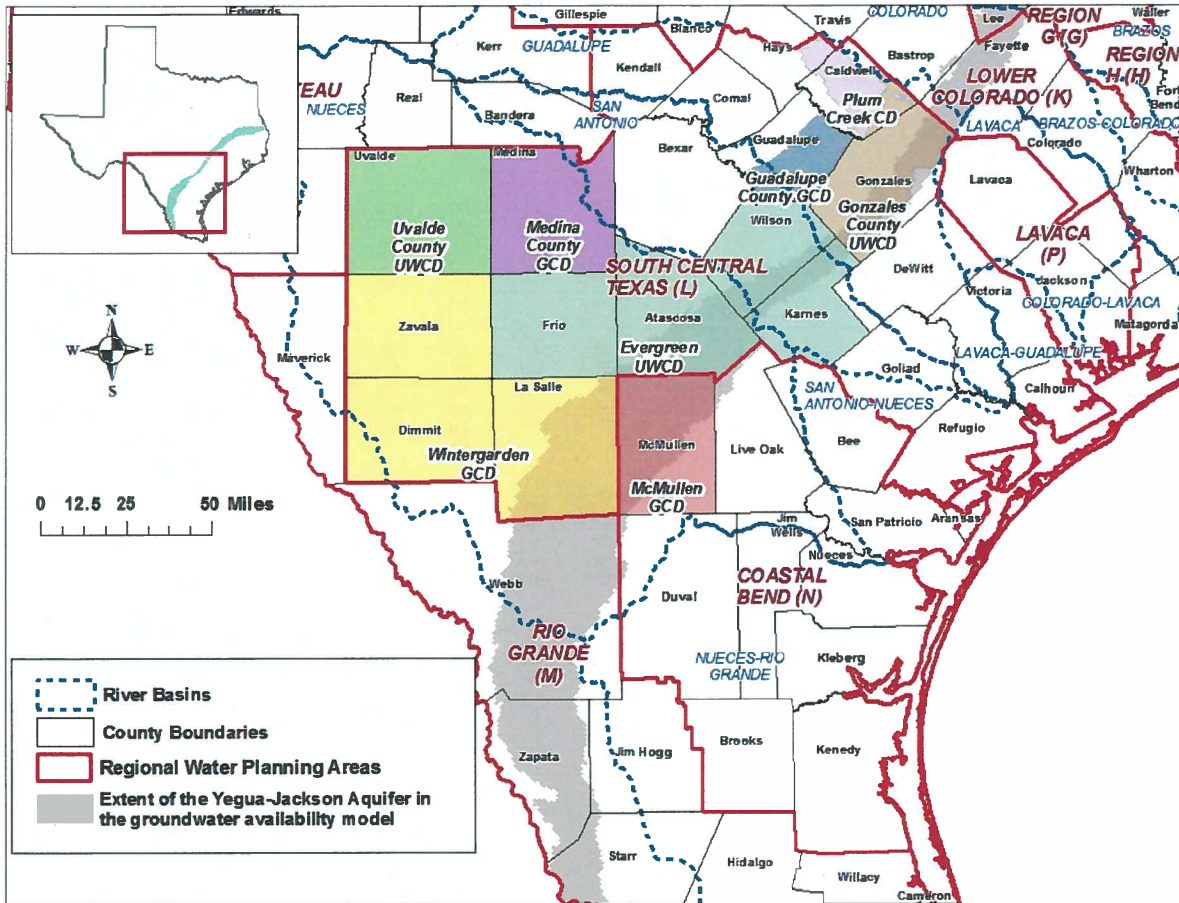 Edwards
Gillespie
Blanco
Travis
COLORADO
Lee
REGION
G (G)
Waller
BRAZOS
Kerr
GUADALUPE
Kendall
Hays
Bastrop
Fayette
REGION
H (H)
EAU
NUECES
Real
Bandera
SAN
ANTONIO
Comal
Caldwell
Plum
Creek CD
LOWER
COLORADO (K)
Fort
Bend
LAVACA
BRAZOS-COLORADO
Colorado
Wharton
Uvalde
Medina
Bexar
Guadalupe
Guadalupe
County GCD
Gonzales
Gonzales
County
UWCD
Lavaca
LAVACA
(P)
Uvalde
County
UWCD
Medina
County
GCD
Wilson
SOUTH CENTRAL
TEXAS (L)
DeWitt
Victoria
Jackson
COLORADO-LAVACA
Matagorda
N
W
E
S
Maverick
Zavala
Frio
Atascosa
Evergreen
UWCD
Karnes
LAVACA-GUADALUPE
Goliad
Calhoun
SAN
ANTONIO-NUECES
Refugio
La Salle
Dimmit
Wintergarden
GCD
McMullen
McMullen
GCD
Live Oak
Bee
0 12.5 25 50 Miles
San Patricio
Aransas
Jim
Wells
Nueces
COASTAL
BEND (N)
Webb
Duval
RIO
GRANDE
(M)
NUECES-RIO
GRANDE
Kleberg
River Basins
County Boundaries
Regional Water Planning Areas
Extent of the Yegua-Jackson Aquifer in
the groundwater availability model
Zapata
Jim Hogg
Brooks
Kenedy
Starr
Hidalgo
Willacy
Cameron